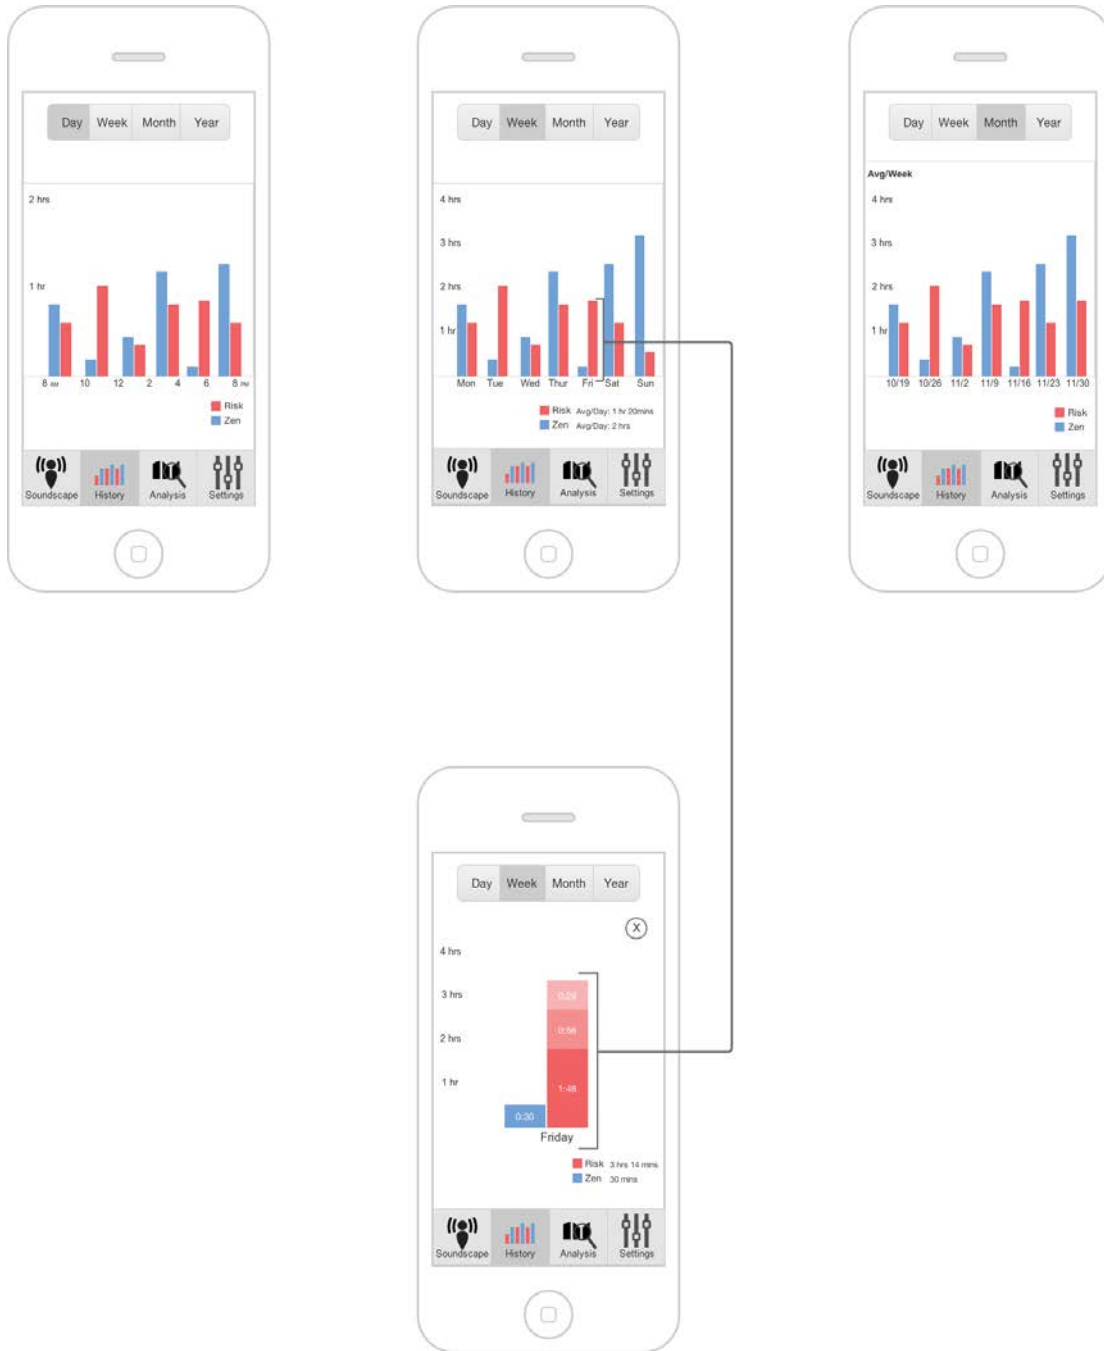 Day Week Month Year
2 hrs
1 hr
8 AM 10 12 2 4 6 8 PM
Risk
Zen
Soundscape History Analysis Settings
Day Week Month Year
4 hrs
3 hrs
2 hrs
1 hr
Mon Tue Wed Thur Fri Sat Sun
Risk Avg/Day: 1 hr 20mins
Zen Avg/Day: 2 hrs
Soundscape History Analysis Settings
Day Week Month Year
Avg/Week
4 hrs
3 hrs
2 hrs
1 hr
10/19 10/26 11/2 11/9 11/16 11/23 11/30
Risk
Zen
Soundscape History Analysis Settings
Day Week Month Year
X
4 hrs
3 hrs
2 hrs
1 hr
0:30
Friday
Risk 3 hrs 14 mins
Zen 30 mins
Soundscape History Analysis Settings